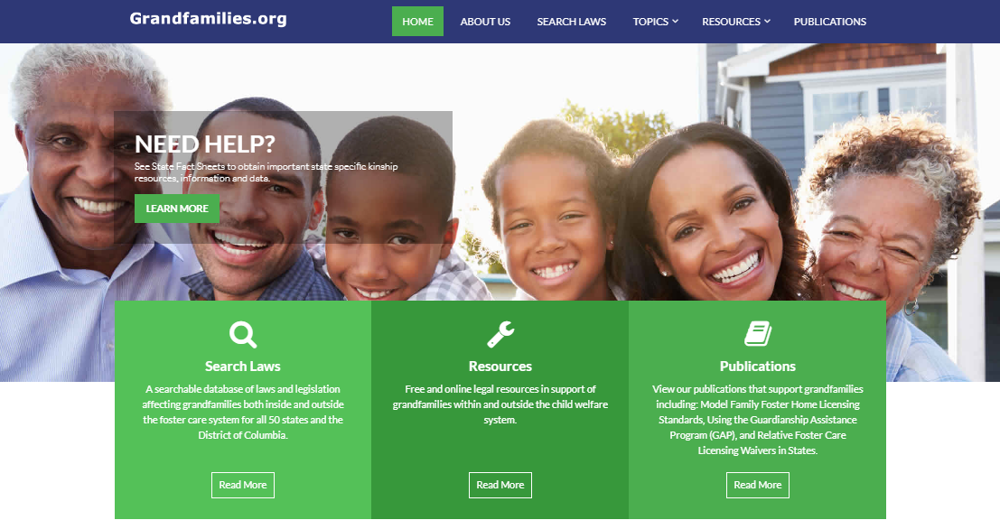 Grandfamilies.org
HOME ABOUT US SEARCH LAWS TOPICS RESOURCES PUBLICATIONS
NEED HELP?
See State Fact Sheets to obtain important state specific kinship
resources, information and data.
LEARN MORE
Search Laws
A searchable database of laws and legislation
affecting grandfamilies both inside and outside
the foster care system for all 50 states and the
District of Columbia.
Read More
Resources
Free and online legal resources in support of
grandfamilies within and outside the child welfare
system.
Read More
Publications
View our publications that support grandfamilies
including: Model Family Foster Home Licensing
Standards, Using the Guardianship Assistance
Program (GAP), and Relative Foster Care
Licensing Waivers in States.
Read More